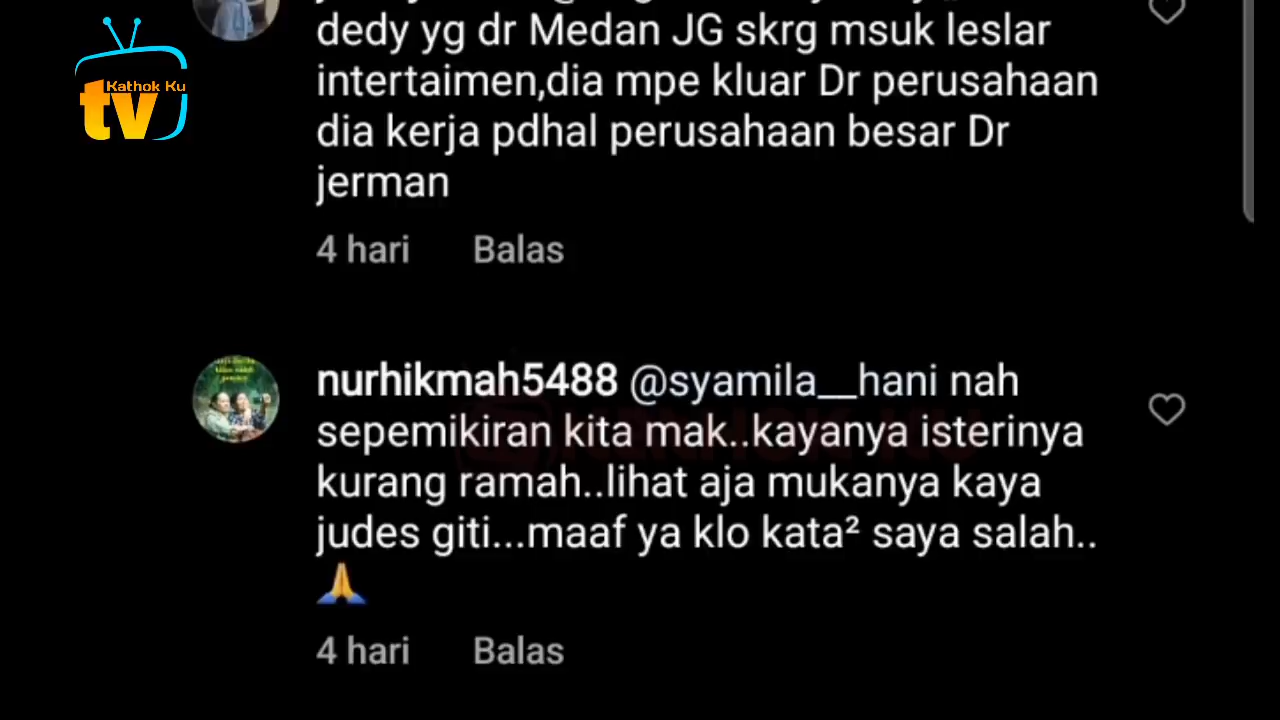 dedy yg dr Medan JG skrg msuk leslar
intertaimen,dia mpe kluar Dr perusahaan
dia kerja pdhal perusahaan besar Dr
jerman
4 hari Balas
nurhikmah5488 @syamila__hani nah
sepemikiran kita mak..kayanya isterinya
kurang ramah..lihat aja mukanya kaya
judes giti...maaf ya klo kata² saya salah..
🙏
4 hari Balas
Kathok Ku
tv
KATHOK KU